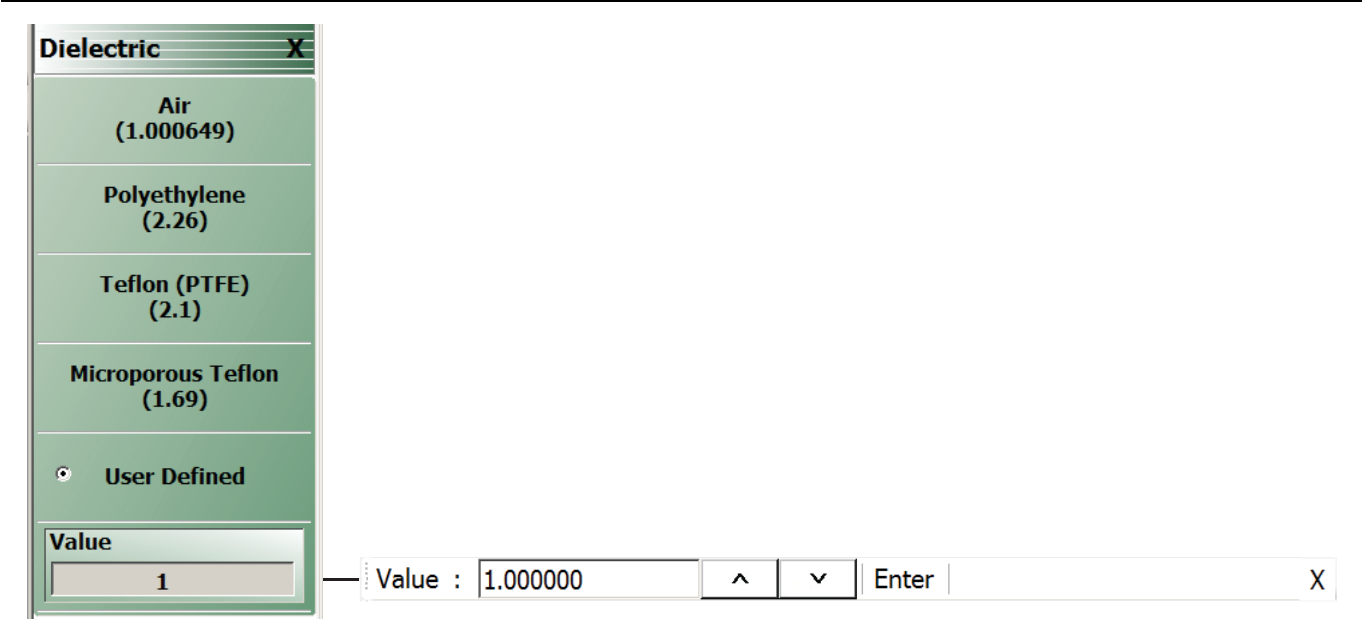 Dielectric X
Air
(1.000649)
Polyethylene
(2.26)
Teflon (PTFE)
(2.1)
Microporous Teflon
(1.69)
User Defined
Value
1
Value : 1.000000 ^ v Enter X